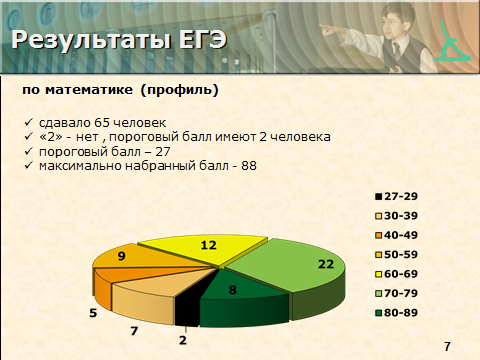 Результаты ЕГЭ
по математике (профиль)
✓ сдавало 65 человек
✓ «2» - нет , пороговый балл имеют 2 человека
✓ пороговый балл – 27
✓ максимально набранный балл - 88
27-29
30-39
40-49
50-59
60-69
70-79
80-89
12
9
22
8
5
7
2
7